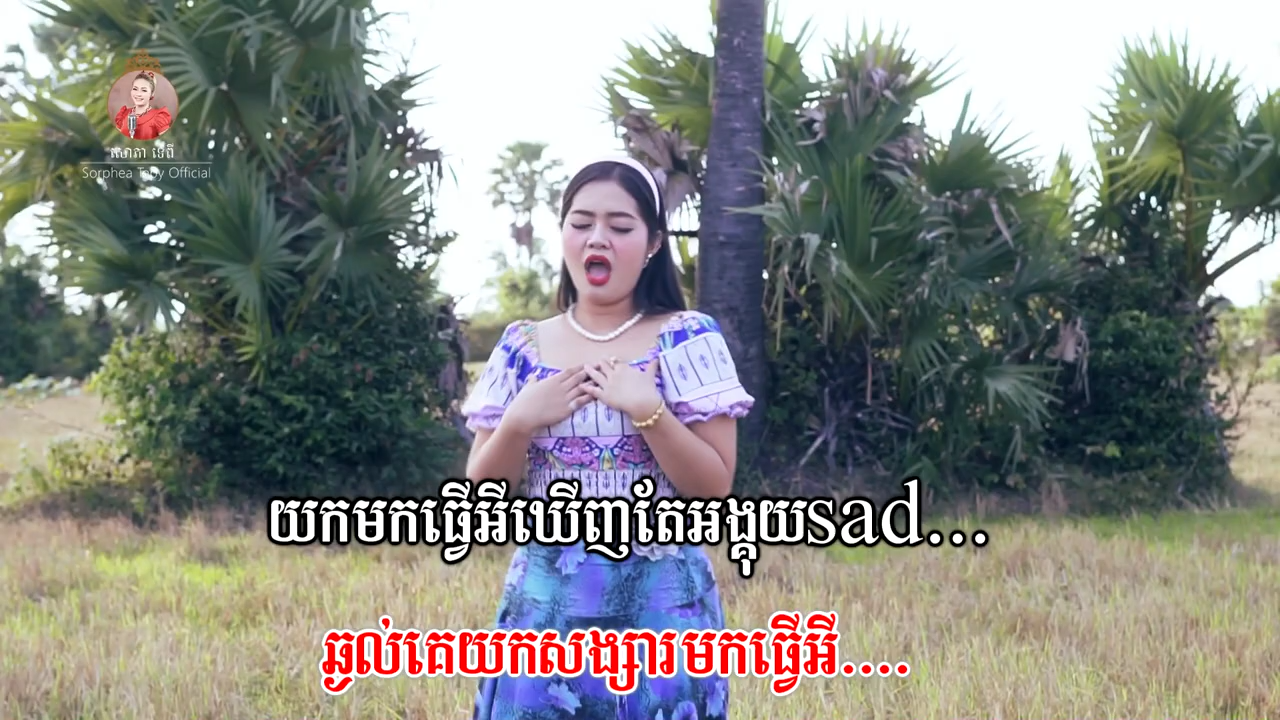 សោភា ទេពី
Sorphea Tepy Official
យកមកធ្វើអីឃើញតែអង្គុយsad...
ឆ្ងល់គេយកសង្សារមកធ្វើអី....